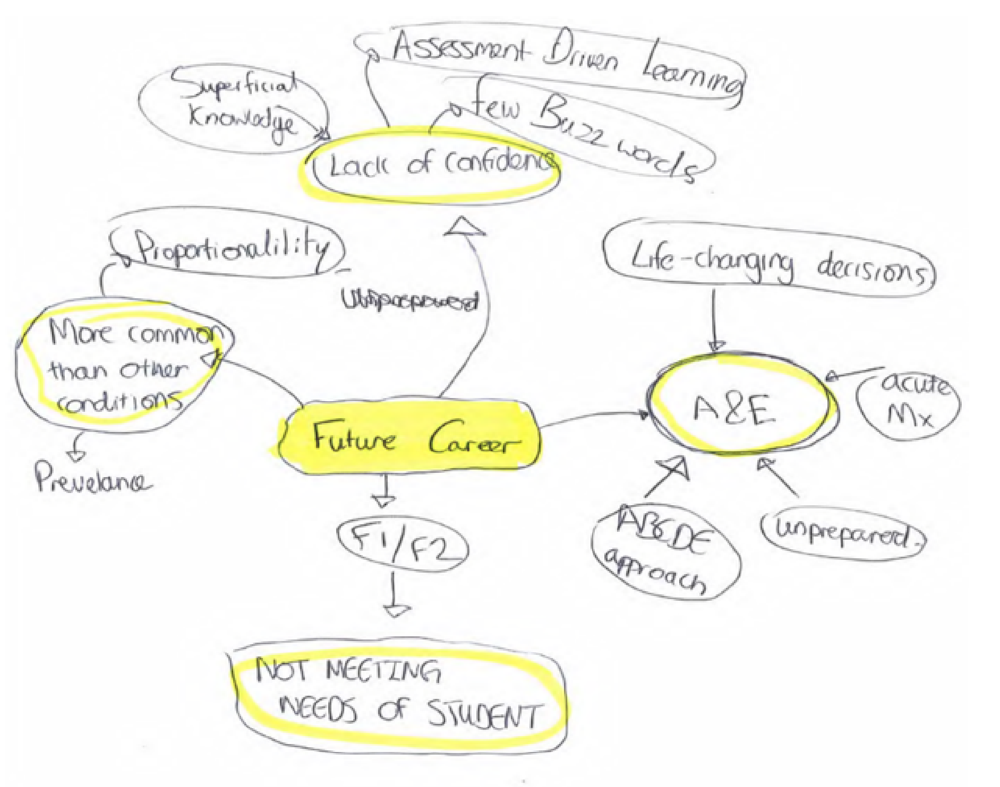 Assessment Driven Learning
Superficial
Knowledge
Few Buzz words
Lack of confidence
Proportionalility
Life-changing decisions
More common
than other
conditions
acute
Mx
A&E
Future Career
Prevelance
F1/F2
ABCDE
approach
unprepared.
NOT MEETING
NEEDS OF STUDENT